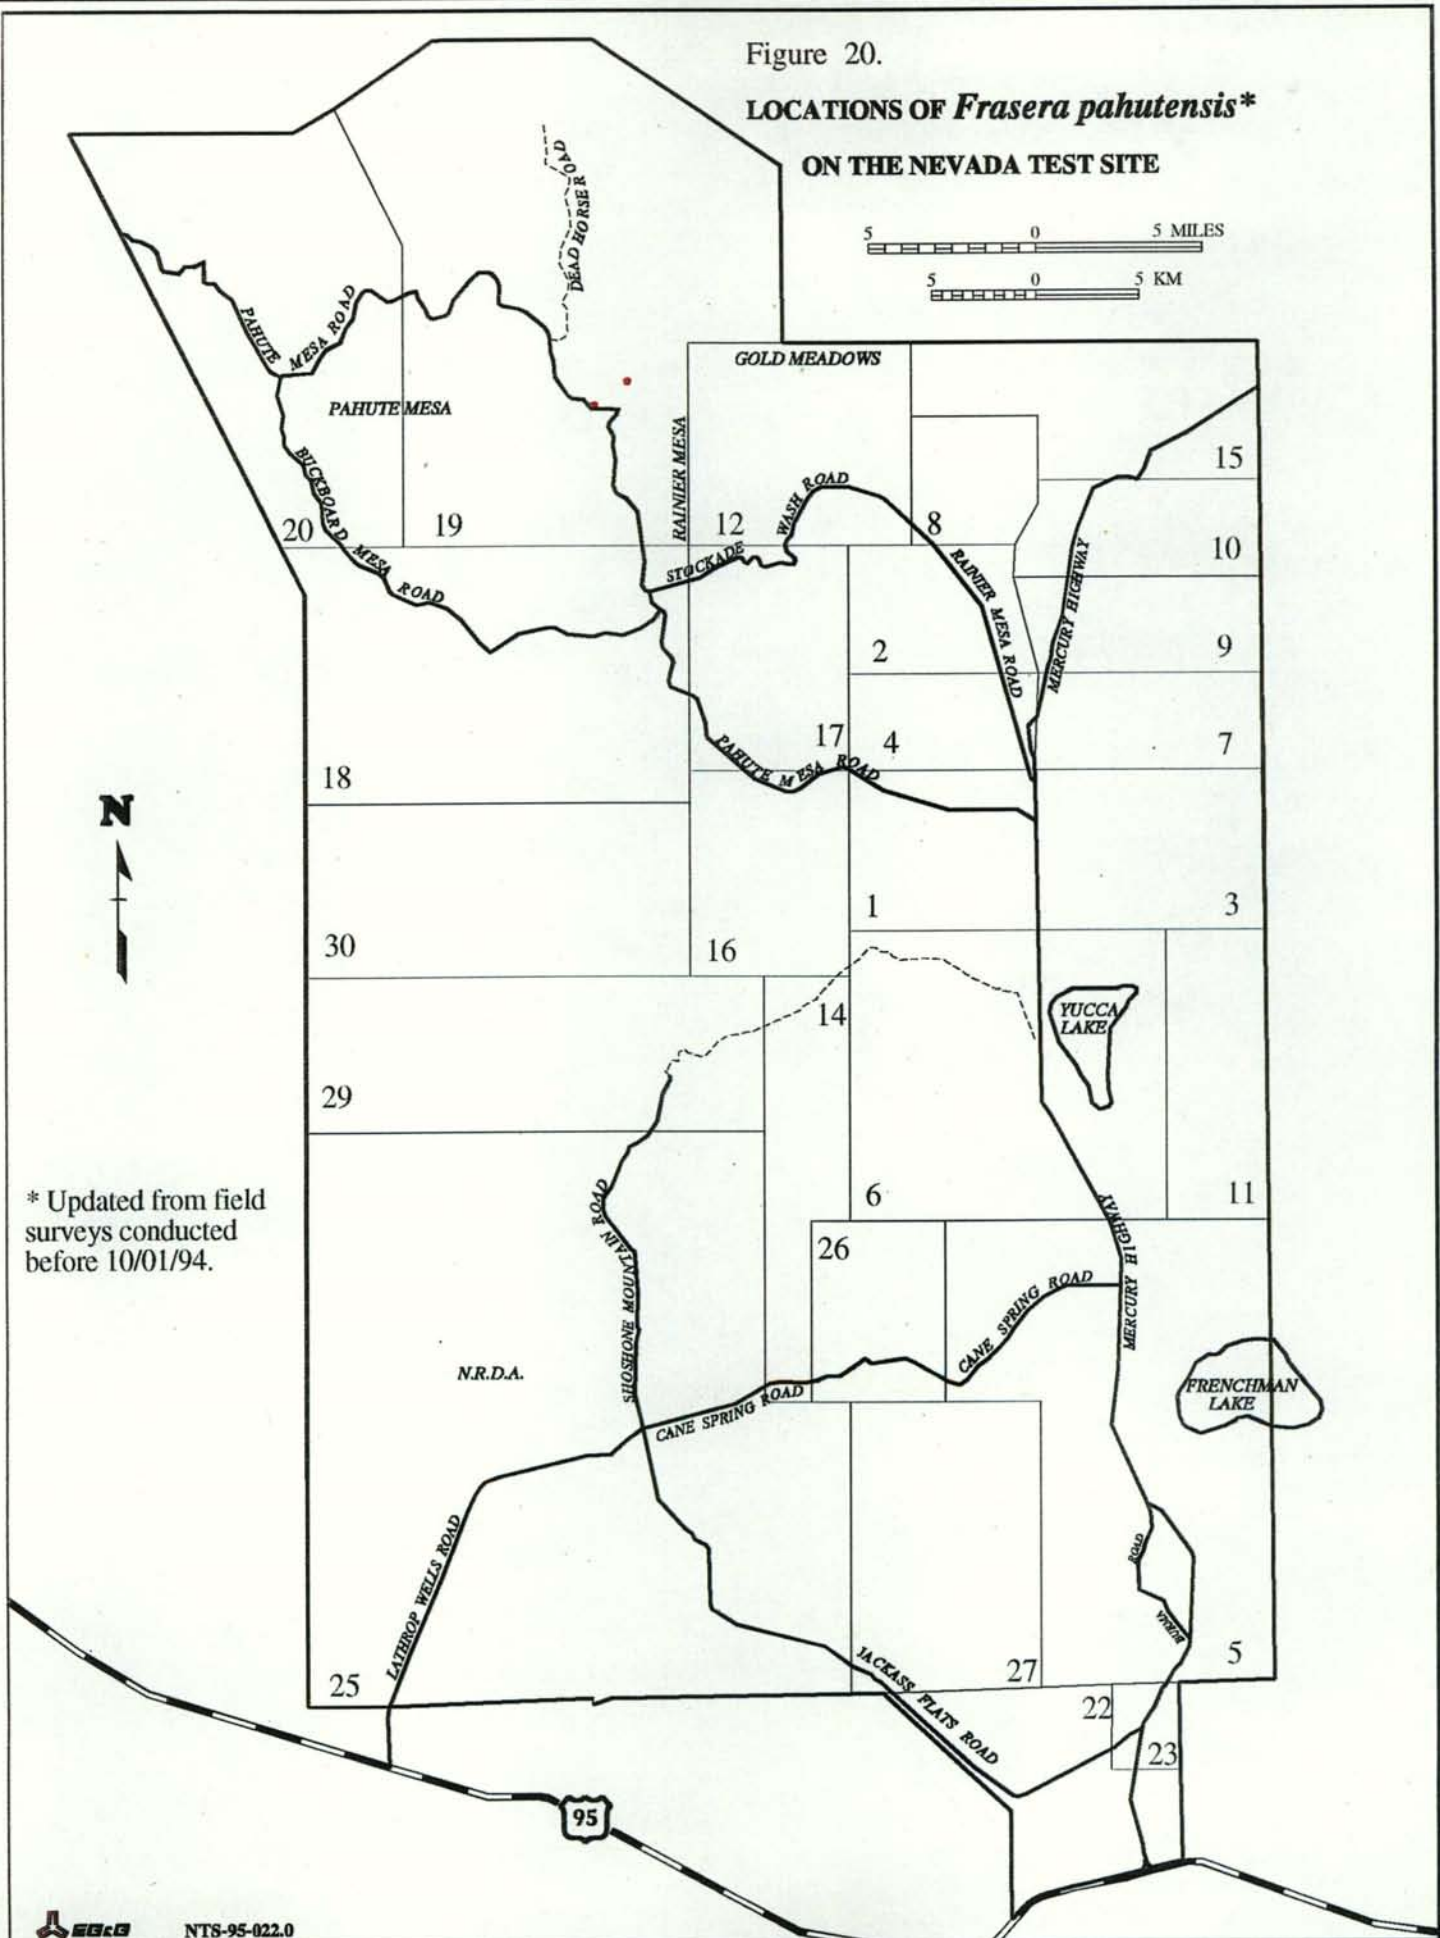 Figure 20.
LOCATIONS OF Frasera pahutensis*
ON THE NEVADA TEST SITE
5 0 5 MILES
5 0 5 KM
DEAD HORSE ROAD
PAHUTE MESA ROAD
PAHUTE MESA
GOLD MEADOWS
RAINIER MESA
BUCKBOARD MESA ROAD
STOCKADE WASH ROAD
RAINIER MESA ROAD
MERCURY HIGHWAY
15
20
19
12
8
10
2
9
17
4
7
PAHUTE MESA ROAD
18
N
1
3
30
16
14
YUCCA
LAKE
29
* Updated from field
surveys conducted
before 10/01/94.
6
11
26
SHOSHONE MOUNTAIN ROAD
CANE SPRING ROAD
MERCURY HIGHWAY
N.R.D.A.
CANE SPRING ROAD
FRENCHMAN
LAKE
LATHROP WELLS ROAD
BURMA ROAD
JACKASS FLATS ROAD
25
27
5
22
23
95
EG&G
NTS-95-022.0